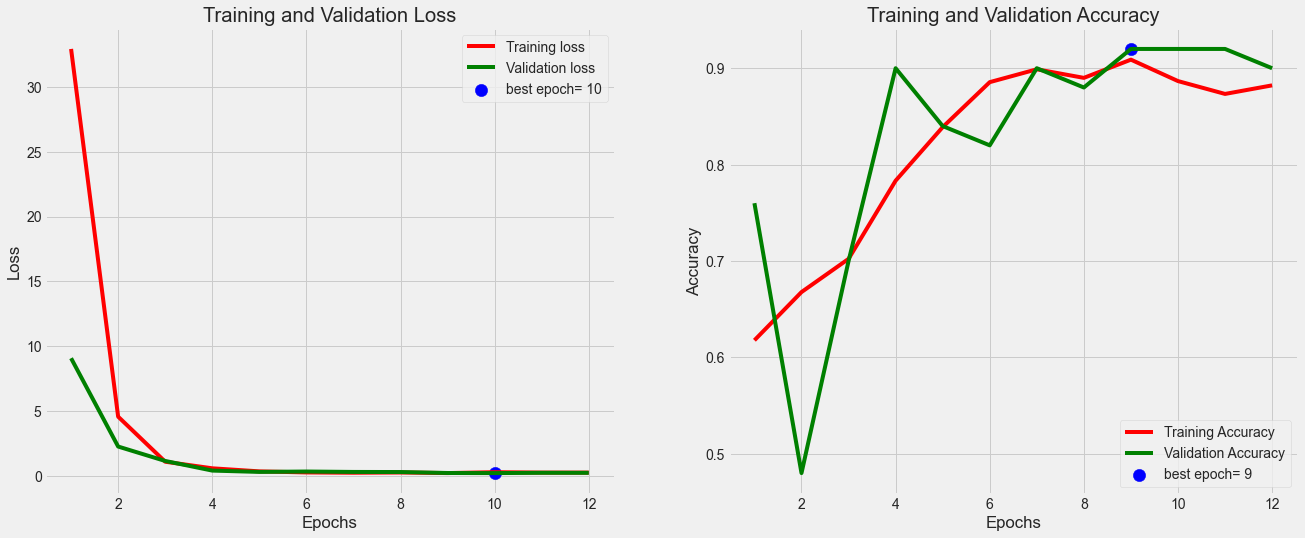 Training and Validation Loss
Training loss
Validation loss
best epoch= 10
30
25
20
15
10
5
0
Loss
2
4
6
8
10
12
Epochs
Training and Validation Accuracy
0.9
0.8
0.7
0.6
0.5
Accuracy
Training Accuracy
Validation Accuracy
best epoch= 9
2
4
6
8
10
12
Epochs